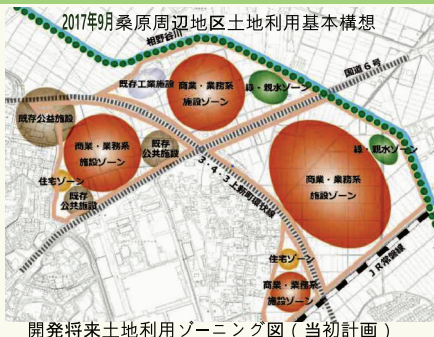 2017年9月桑原周辺地区土地利用基本構想
相野谷川
国道6号
既存工業施設
商業・業務系
施設ゾーン
緑・親水ゾーン
既存公益施設
商業・業務系
施設ゾーン
既存
公共施設
緑・親水ゾーン
住宅ゾーン
既存
公共施設
3・4・3上新町環状線
商業・業務系
施設ゾーン
住宅ゾーン
JR常磐線
商業・業務系
施設ゾーン
開発将来土地利用ゾーニング図(当初計画)